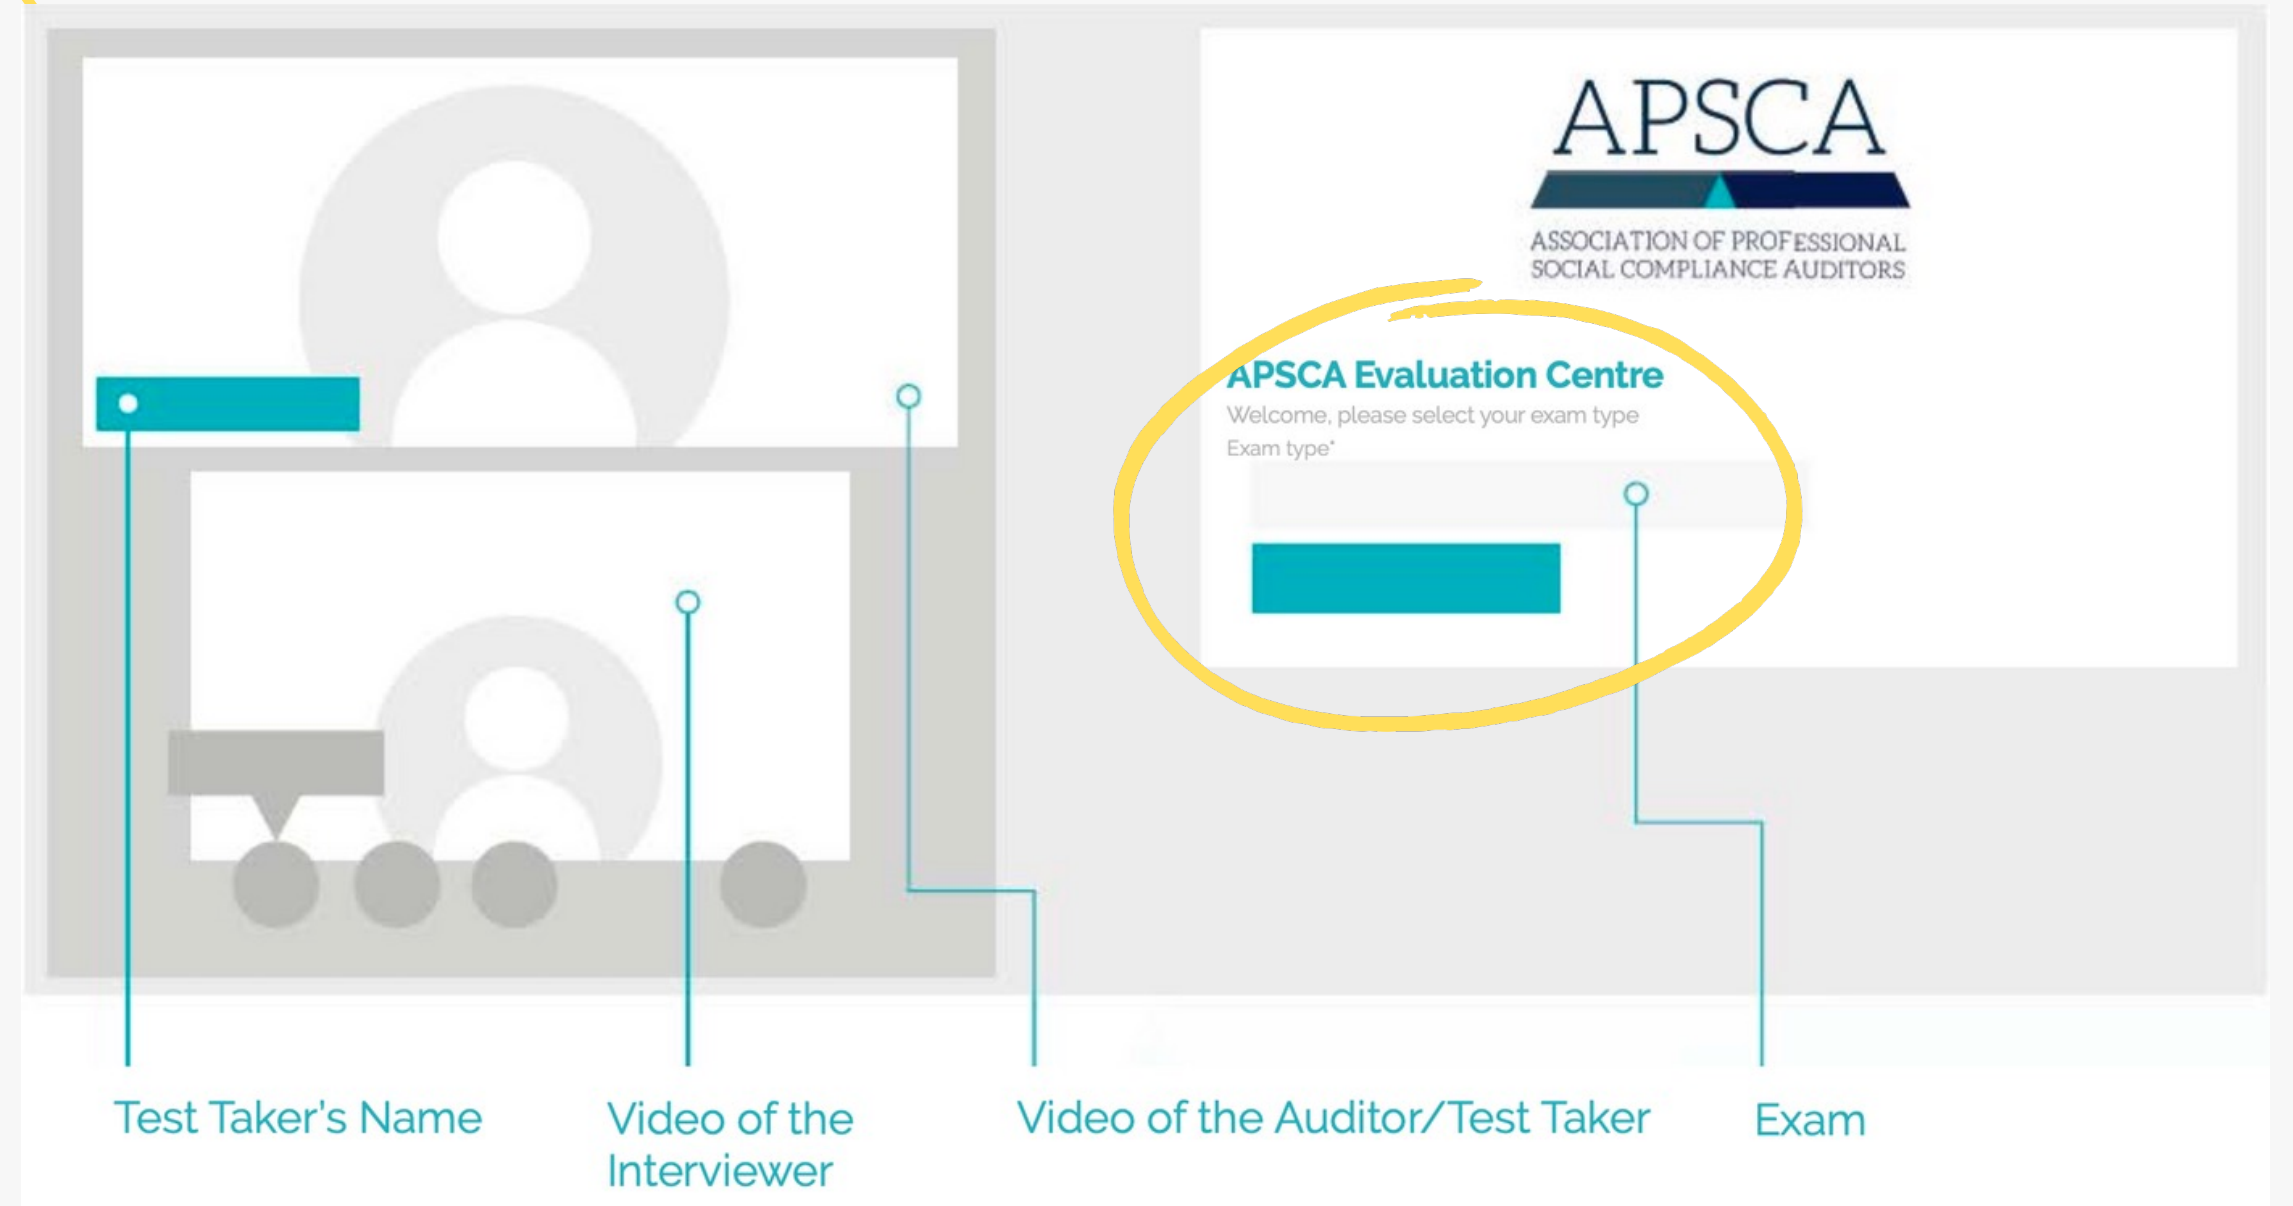 APSCA
ASSOCIATION OF PROFESSIONAL
SOCIAL COMPLIANCE AUDITORS
APSCA Evaluation Centre
Welcome, please select your exam type
Exam type*
Test Taker's Name
Video of the
Interviewer
Video of the Auditor/Test Taker
Exam